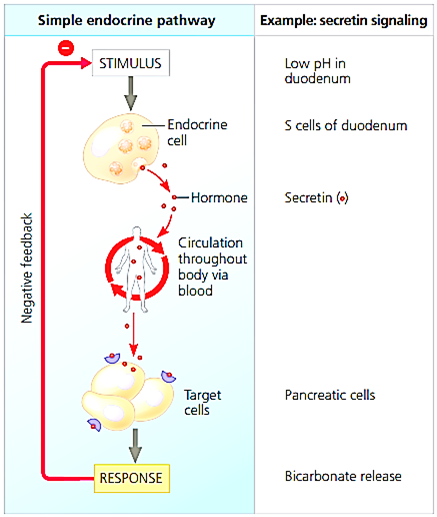 Simple endocrine pathway
Example: secretin signaling
–
STIMULUS
Low pH in
duodenum
Endocrine
cell
S cells of duodenum
Hormone
Secretin ( )
Negative feedback
Circulation
throughout
body via
blood
Target
cells
Pancreatic cells
RESPONSE
Bicarbonate release